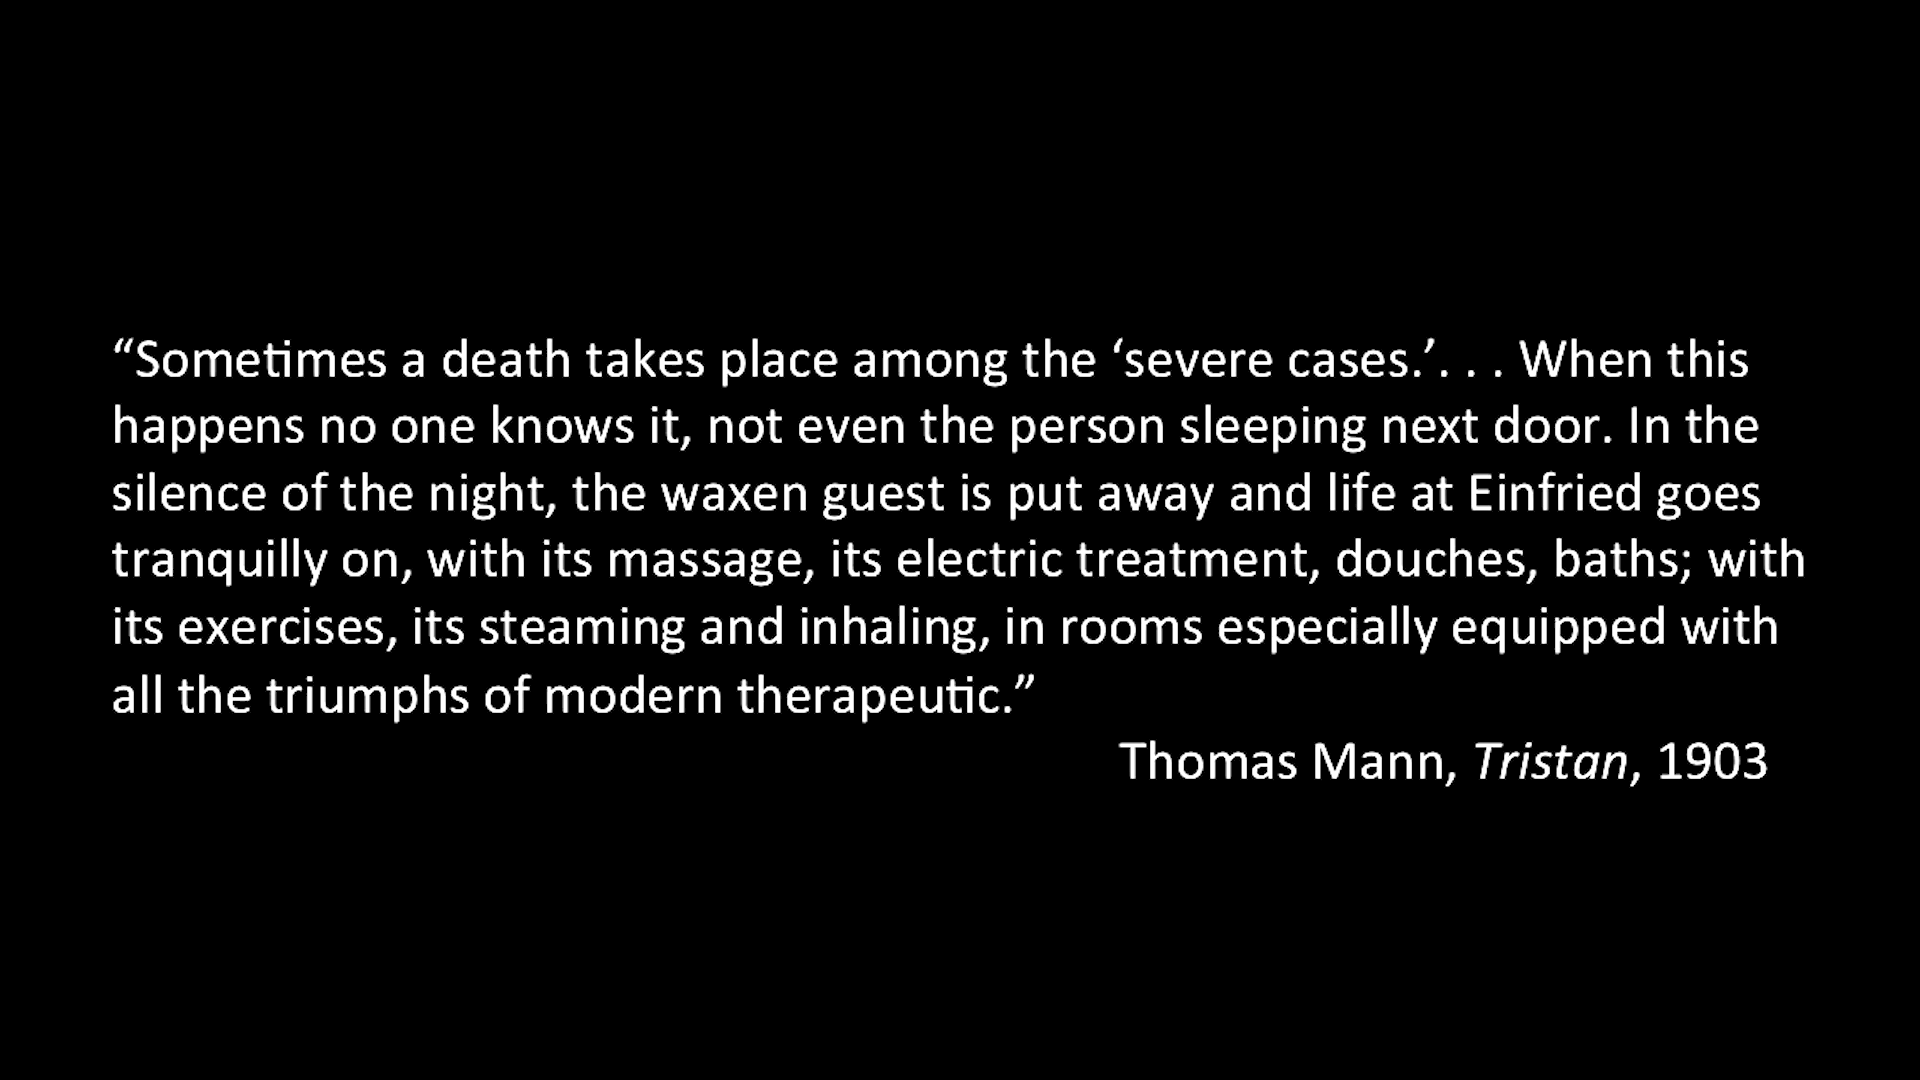 “Sometimes a death takes place among the ‘severe cases.’. . . When this
happens no one knows it, not even the person sleeping next door. In the
silence of the night, the waxen guest is put away and life at Einfried goes
tranquilly on, with its massage, its electric treatment, douches, baths; with
its exercises, its steaming and inhaling, in rooms especially equipped with
all the triumphs of modern therapeutic.”
Thomas Mann, Tristan, 1903